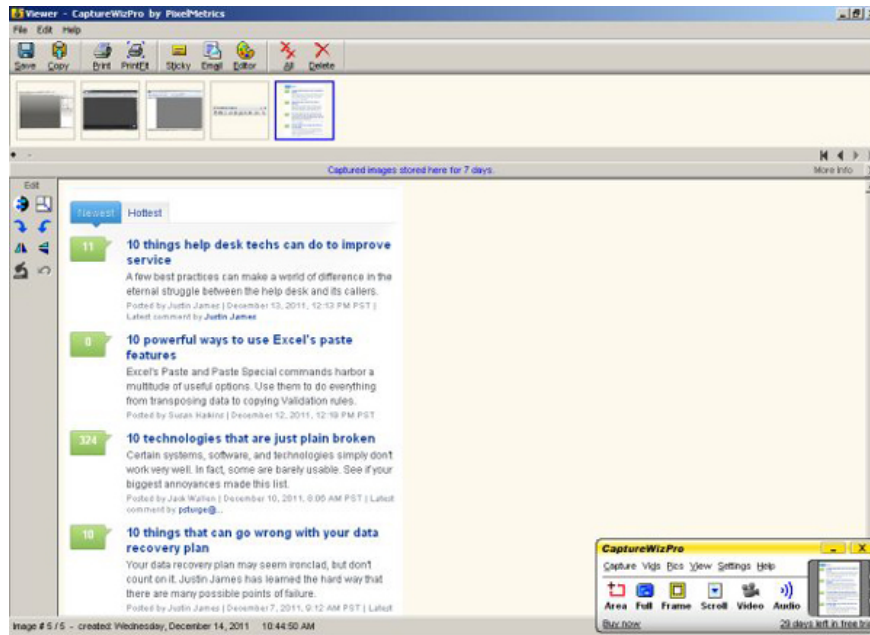 Viewer - CaptureWizPro by PixelMetrics
File Edit Help
Save Copy Print PrintFit Sticky Email Editor All Delete
Captured images stored here for 7 days.
More Info
Edit
Newest Hottest
11
10 things help desk techs can do to improve
service
A few best practices can make a world of difference in the
eternal struggle between the help desk and its callers.
Posted by Justin James | December 13, 2011, 12:13 PM PST |
Latest comment by Justin James
0
10 powerful ways to use Excel's paste
features
Excel's Paste and Paste Special commands harbor a
multitude of useful options. Use them to do everything
from transposing data to copying Validation rules.
Posted by Susan Harkins | December 12, 2011, 12:19 PM PST
324
10 technologies that are just plain broken
Certain systems, software, and technologies simply don't
work very well. In fact, some are barely usable. See if your
biggest annoyances made this list.
Posted by Jack Wallen | December 10, 2011, 8:05 AM PST | Latest
comment by psturge@...
10
10 things that can go wrong with your data
recovery plan
Your data recovery plan may seem ironclad, but don't
count on it. Justin James has learned the hard way that
there are many possible points of failure.
Posted by Justin James | December 7, 2011, 9:12 AM PST | Latest
CaptureWizPro
Capture Vids Pics View Settings Help
Area Full Frame Scroll Video Audio
Buy now 29 days left in free tria
Image # 5 / 5 - created: Wednesday, December 14, 2011 10:44:50 AM